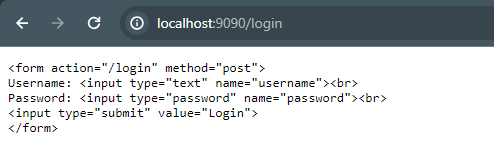 localhost:9090/login
<form action="/login" method="post">
Username: <input type="text" name="username"><br>
Password: <input type="password" name="password"><br>
<input type="submit" value="Login">
</form>